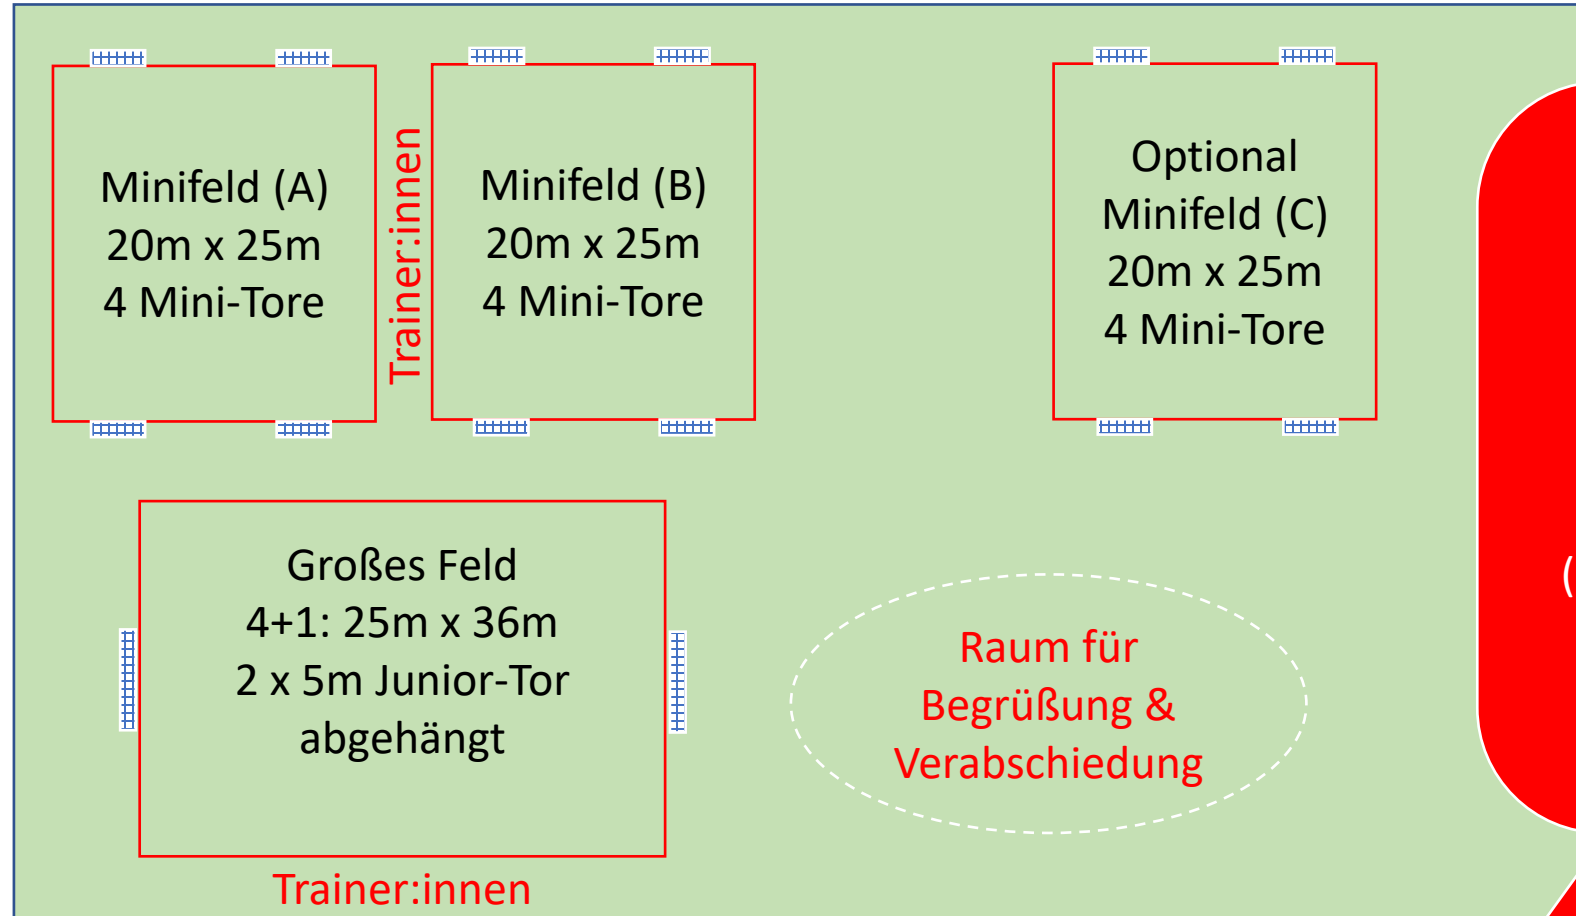 Minifeld (A)
20m x 25m
4 Mini-Tore
Trainer:innen
Minifeld (B)
20m x 25m
4 Mini-Tore
Optional
Minifeld (C)
20m x 25m
4 Mini-Tore
Großes Feld
4+1: 25m x 36m
2 x 5m Junior-Tor
abgehängt
Trainer:innen
Raum für
Begrüßung &
Verabschiedung
(